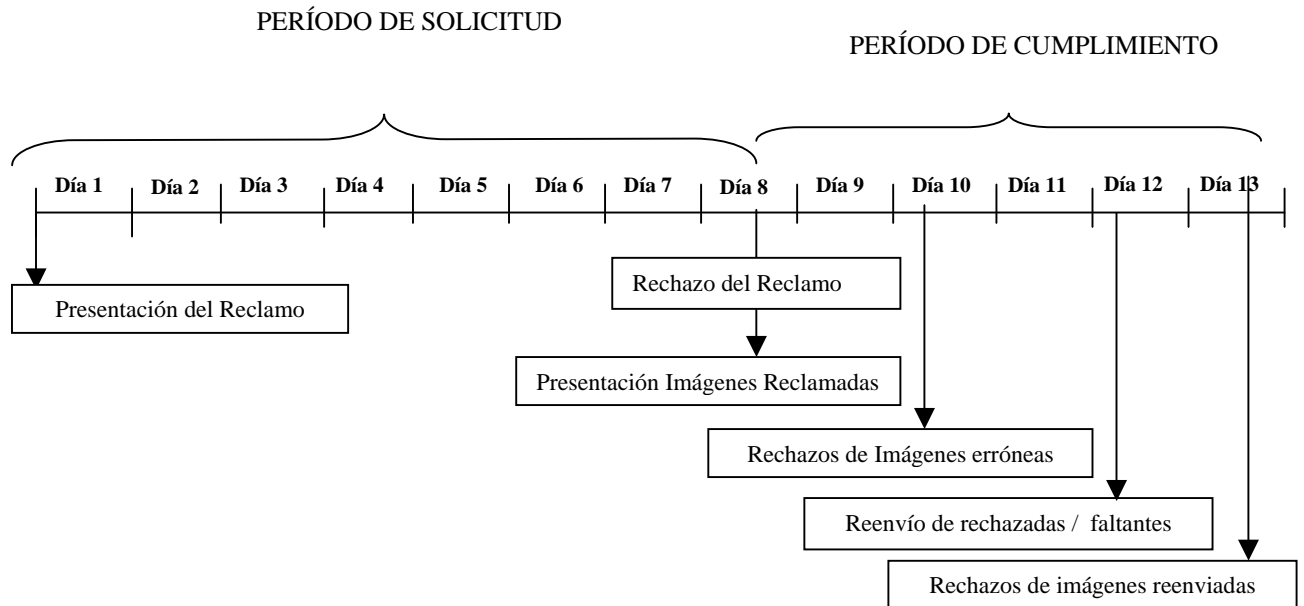 PERÍODO DE SOLICITUD
PERÍODO DE CUMPLIMIENTO
Día 1 Día 2 Día 3 Día 4 Día 5 Día 6 Día 7 Día 8 Día 9 Día 10 Día 11 Día 12 Día 13
Presentación del Reclamo
Rechazo del Reclamo
Presentación Imágenes Reclamadas
Rechazos de Imágenes erróneas
Reenvío de rechazadas / faltantes
Rechazos de imágenes reenviadas